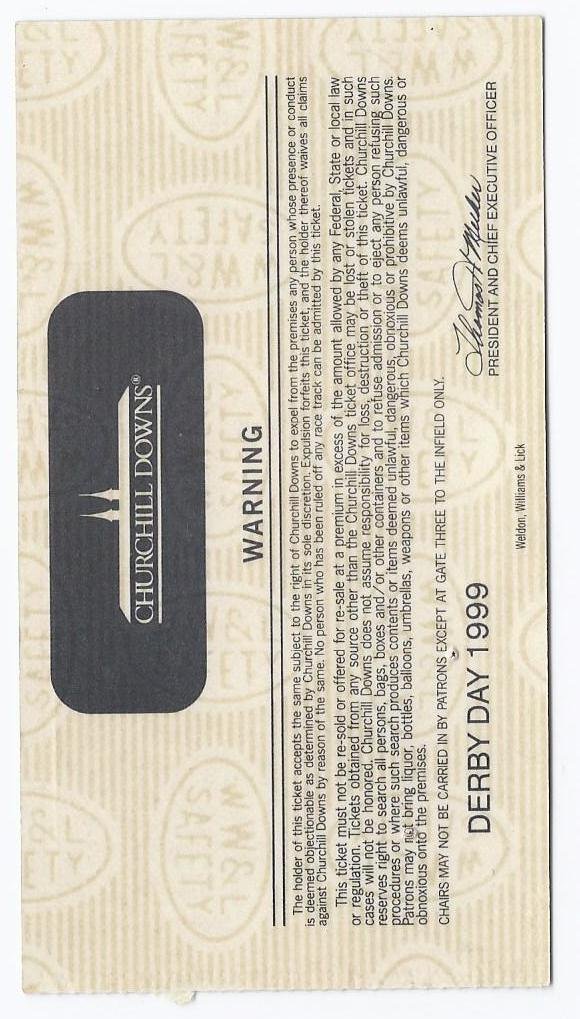 CHURCHILL DOWNS®
WARNING
The holder of this ticket accepts the same subject to the right of Churchill Downs to expel from the premises any person whose presence or conduct
is deemed objectionable as determined by Churchill Downs in its sole discretion. Expulsion forfeits this ticket, and the holder thereof waives all claims
against Churchill Downs by reason of the same. No person who has been ruled off any race track can be admitted by this ticket.
This ticket must not be re-sold or offered for re-sale at a premium in excess of the amount allowed by any Federal, State or local law
or regulation. Tickets obtained from any source other than the Churchill Downs ticket office may be lost or stolen tickets and in such
cases will not be honored. Churchill Downs does not assume responsibility for loss, destruction or theft of this ticket. Churchill Downs
reserves right to search all persons, bags, boxes and/or other containers and to refuse admission or to eject any person refusing such
procedures or where such search produces contents or items deemed unlawful, dangerous, obnoxious or prohibitive by Churchill Downs.
Patrons may not bring liquor, bottles, balloons, umbrellas, weapons or other items which Churchill Downs deems unlawful, dangerous or
obnoxious onto the premises.
CHAIRS MAY NOT BE CARRIED IN BY PATRONS EXCEPT AT GATE THREE TO THE INFIELD ONLY.
Thomas H Meeker
DERBY DAY 1999
PRESIDENT AND CHIEF EXECUTIVE OFFICER
Weldon, Williams & Lick